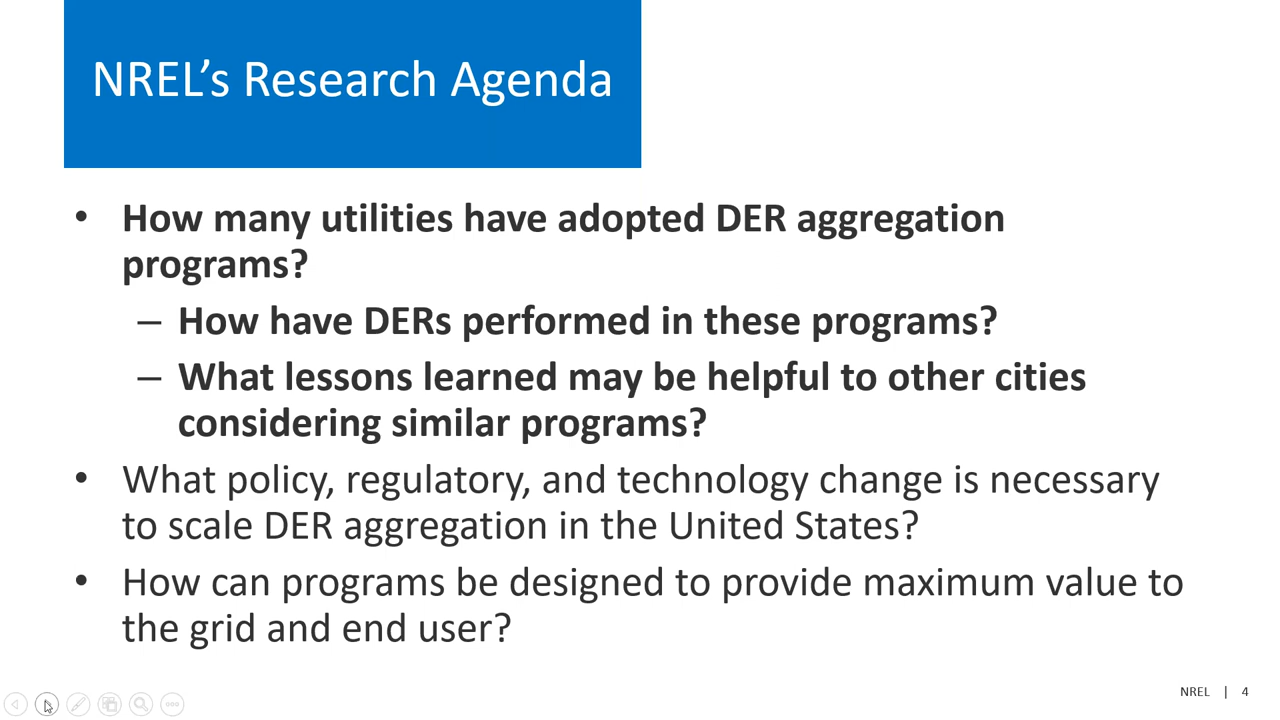 NREL’s Research Agenda
• How many utilities have adopted DER aggregation
programs?
– How have DERs performed in these programs?
– What lessons learned may be helpful to other cities
considering similar programs?
• What policy, regulatory, and technology change is necessary
to scale DER aggregation in the United States?
• How can programs be designed to provide maximum value to
the grid and end user?
NREL | 4